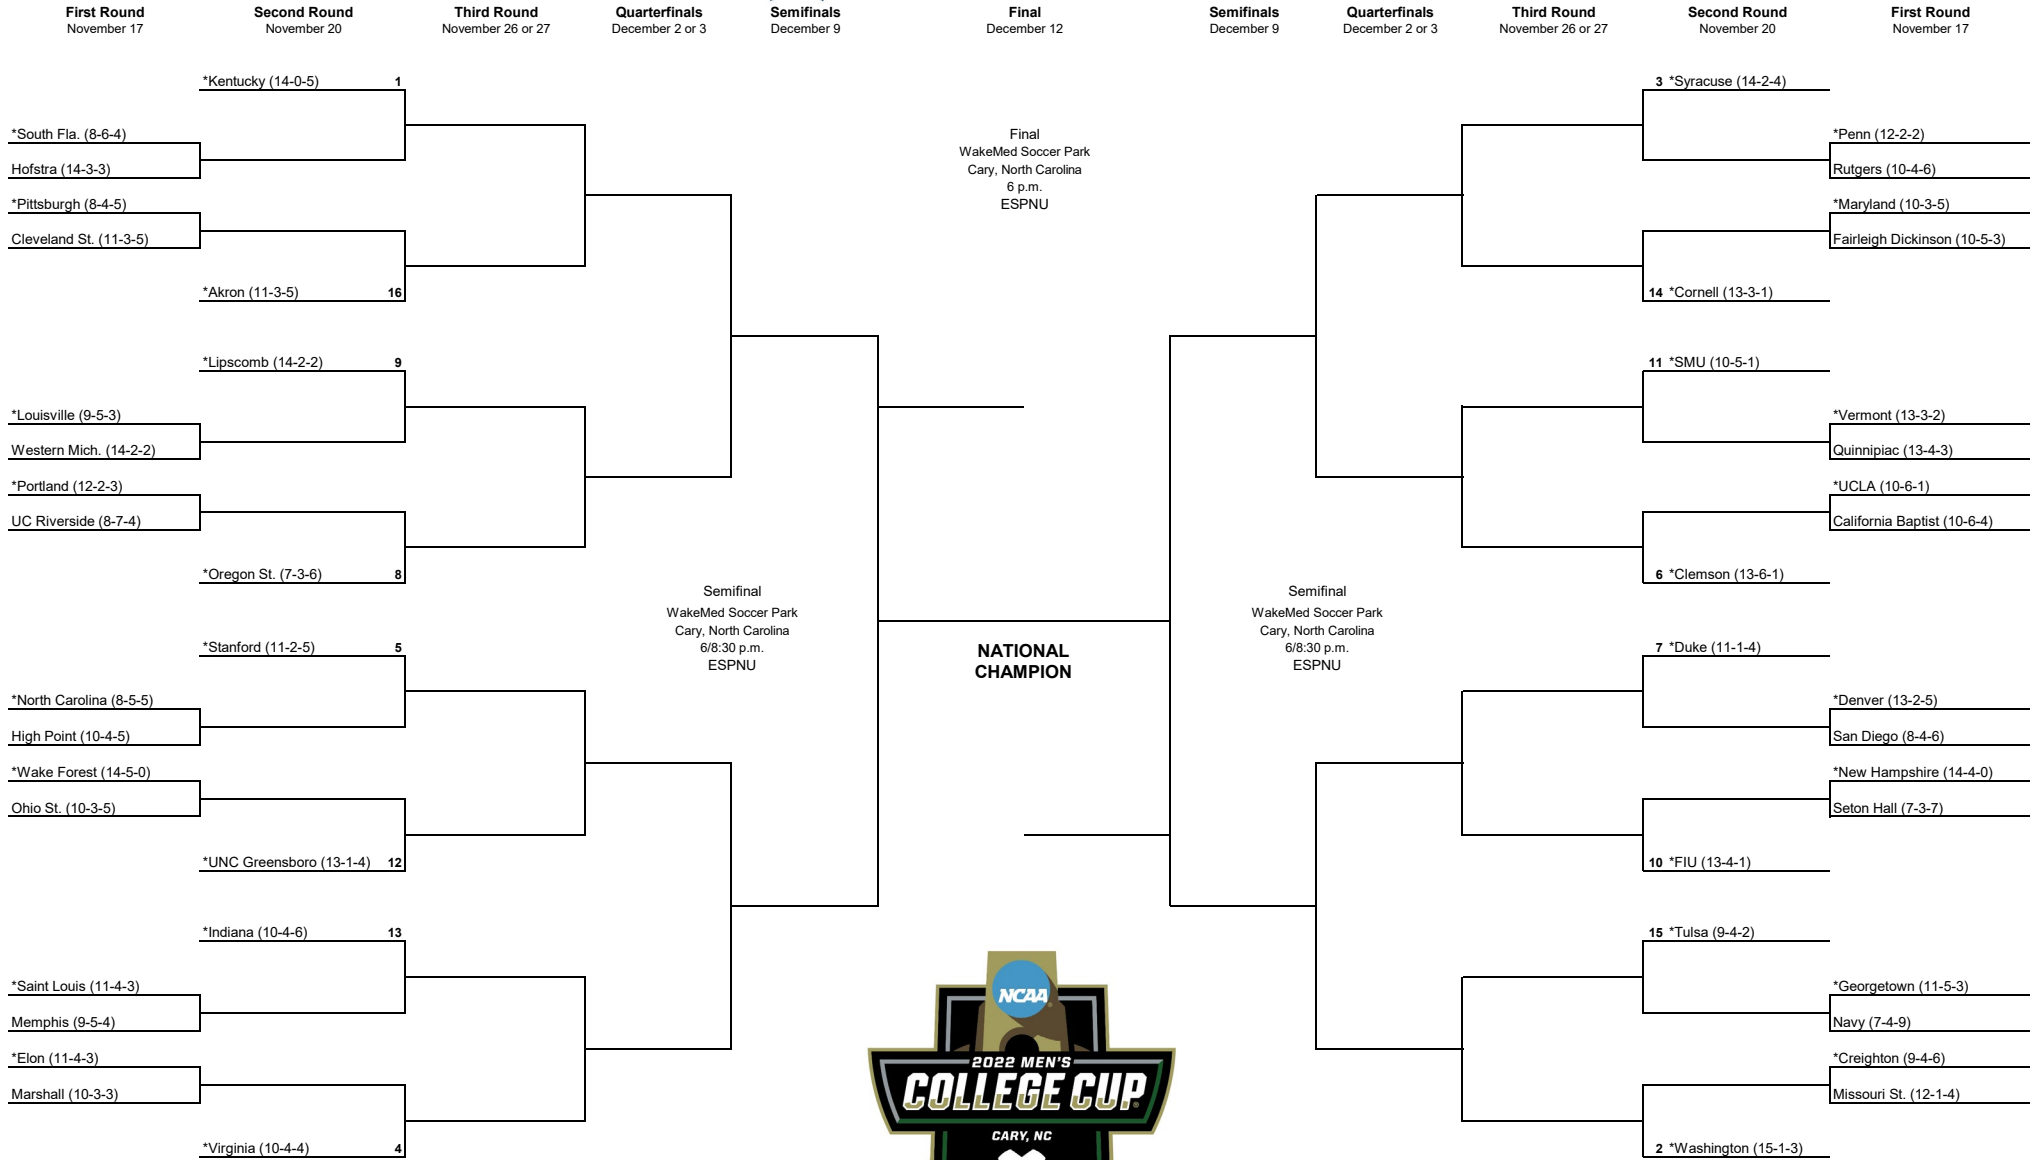 First Round
November 17
Second Round
November 20
Third Round
November 26 or 27
Quarterfinals
December 2 or 3
Semifinals
December 9
Final
December 12
Semifinals
December 9
Quarterfinals
December 2 or 3
Third Round
November 26 or 27
Second Round
November 20
First Round
November 17
*Kentucky (14-0-5) 1
*South Fla. (8-6-4)
Hofstra (14-3-3)
*Pittsburgh (8-4-5)
Cleveland St. (11-3-5)
*Akron (11-3-5) 16
*Lipscomb (14-2-2) 9
*Louisville (9-5-3)
Western Mich. (14-2-2)
*Portland (12-2-3)
UC Riverside (8-7-4)
*Oregon St. (7-3-6) 8
*Stanford (11-2-5) 5
*North Carolina (8-5-5)
High Point (10-4-5)
*Wake Forest (14-5-0)
Ohio St. (10-3-5)
*UNC Greensboro (13-1-4) 12
*Indiana (10-4-6) 13
*Saint Louis (11-4-3)
Memphis (9-5-4)
*Elon (11-4-3)
Marshall (10-3-3)
*Virginia (10-4-4) 4
Semifinal
WakeMed Soccer Park
Cary, North Carolina
6/8:30 p.m.
ESPNU
Final
WakeMed Soccer Park
Cary, North Carolina
6 p.m.
ESPNU
NATIONAL
CHAMPION
NCAA
2022 MEN'S
COLLEGE CUP®
CARY, NC
Semifinal
WakeMed Soccer Park
Cary, North Carolina
6/8:30 p.m.
ESPNU
3 *Syracuse (14-2-4)
*Penn (12-2-2)
Rutgers (10-4-6)
*Maryland (10-3-5)
Fairleigh Dickinson (10-5-3)
14 *Cornell (13-3-1)
11 *SMU (10-5-1)
*Vermont (13-3-2)
Quinnipiac (13-4-3)
*UCLA (10-6-1)
California Baptist (10-6-4)
6 *Clemson (13-6-1)
7 *Duke (11-1-4)
*Denver (13-2-5)
San Diego (8-4-6)
*New Hampshire (14-4-0)
Seton Hall (7-3-7)
10 *FIU (13-4-1)
15 *Tulsa (9-4-2)
*Georgetown (11-5-3)
Navy (7-4-9)
*Creighton (9-4-6)
Missouri St. (12-1-4)
2 *Washington (15-1-3)